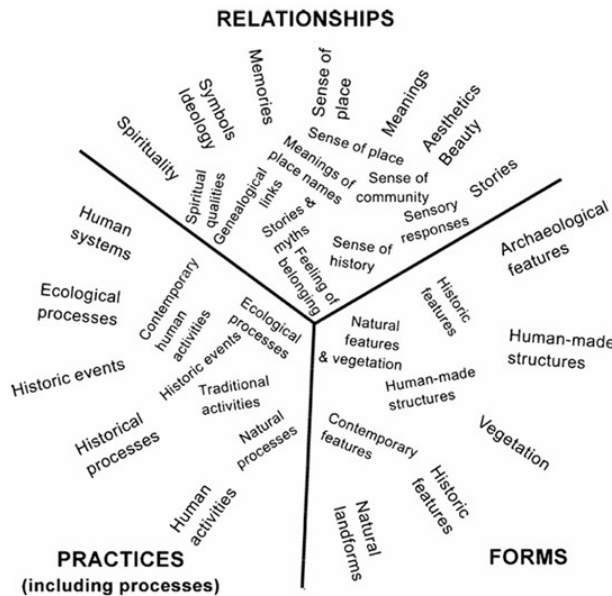 RELATIONSHIPS
Spirituality
Symbols
Ideology
Memories
Sense of
place
Meanings
Aesthetics
Beauty
Stories
Spiritual
qualities
Genealogical
links
Meanings of
place names
Sense of place
Sense of
community
Sensory
responses
Stories &
myths
Feeling of
belonging
Sense of
history
Human
systems
Ecological
processes
Historic events
Historical
processes
Human
activities
Contemporary
human
activities
Ecological
processes
Historic events
Traditional
activities
Natural
processes
PRACTICES
(including processes)
Archaeological
features
Historic
features
Natural
features
& vegetation
Human-made
structures
Human-made
structures
Contemporary
features
Vegetation
Historic
features
Natural
landforms
FORMS